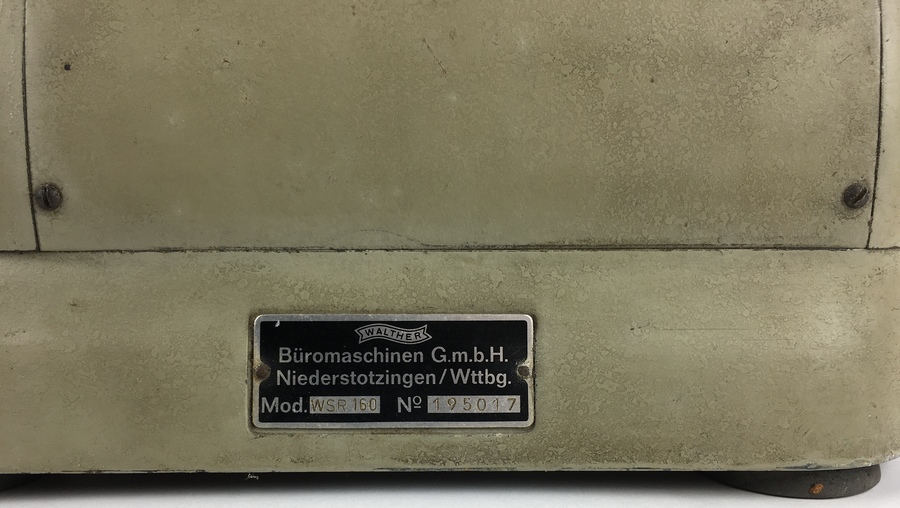 WALTHER
Büromaschinen G.m.b.H.
Niederstotzingen/Wttbg.
Mod. WSR.160 Nº 195017